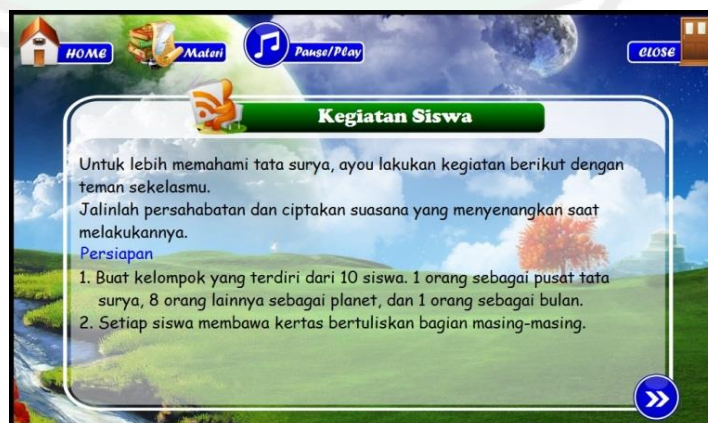 HOME
Materi
Pause/Play
CLOSE
Kegiatan Siswa
Untuk lebih memahami tata surya, ayou lakukan kegiatan berikut dengan
teman sekelasmu.
Jalinlah persahabatan dan ciptakan suasana yang menyenangkan saat
melakukannya.
Persiapan
1. Buat kelompok yang terdiri dari 10 siswa. 1 orang sebagai pusat tata
surya, 8 orang lainnya sebagai planet, dan 1 orang sebagai bulan.
2. Setiap siswa membawa kertas bertuliskan bagian masing-masing.